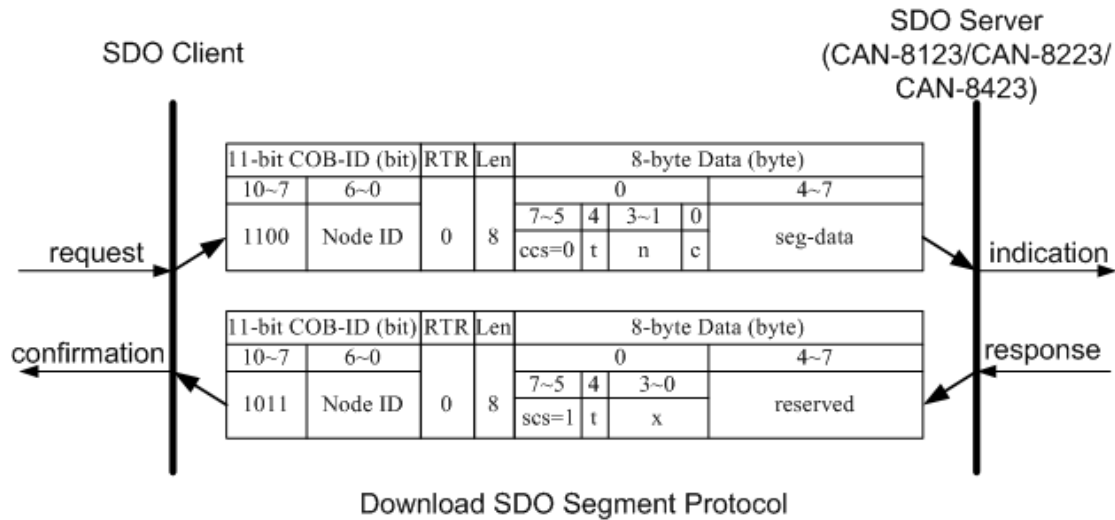 SDO Client
SDO Server
(CAN-8123/CAN-8223/
CAN-8423)
11-bit COB-ID (bit) RTR Len 8-byte Data (byte)
10~7 6~0 0 4~7
7~5 4 3~1 0
1100 Node ID 0 8 seg-data
ccs=0 t n c
request
indication
11-bit COB-ID (bit) RTR Len 8-byte Data (byte)
10~7 6~0 0 4~7
7~5 4 3~0
1011 Node ID 0 8 reserved
scs=1 t x
confirmation
response
Download SDO Segment Protocol